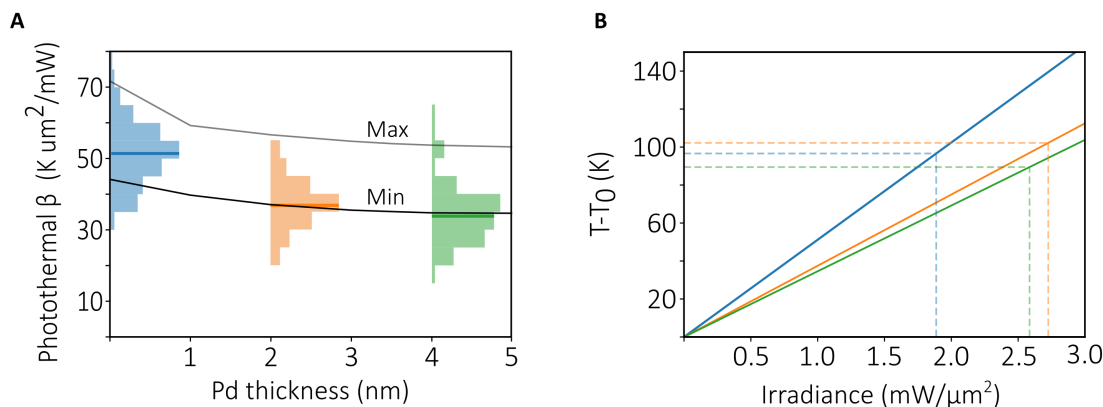 A
Photothermal β (K um²/mW)
70
50
30
10
Max
Min
1 2 3 4 5
Pd thickness (nm)
B
T-T₀ (K)
140
100
60
20
0.5 1.0 1.5 2.0 2.5 3.0
Irradiance (mW/μm²)